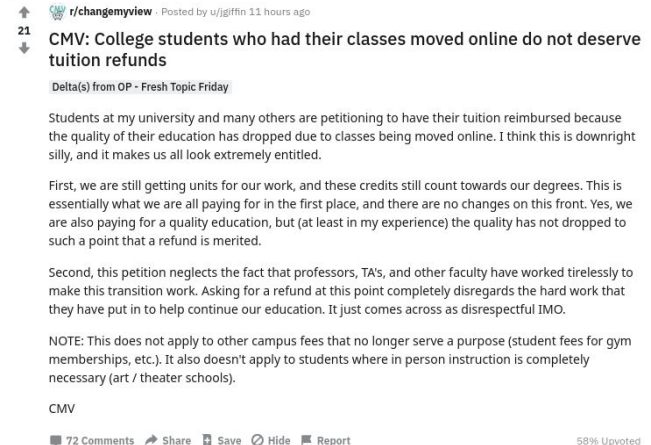 r/changemyview · Posted by u/jgiffin 11 hours ago
21
CMV: College students who had their classes moved online do not deserve
tuition refunds
Delta(s) from OP - Fresh Topic Friday
Students at my university and many others are petitioning to have their tuition reimbursed because
the quality of their education has dropped due to classes being moved online. I think this is downright
silly, and it makes us all look extremely entitled.
First, we are still getting units for our work, and these credits still count towards our degrees. This is
essentially what we are all paying for in the first place, and there are no changes on this front. Yes, we
are also paying for a quality education, but (at least in my experience) the quality has not dropped to
such a point that a refund is merited.
Second, this petition neglects the fact that professors, TA's, and other faculty have worked tirelessly to
make this transition work. Asking for a refund at this point completely disregards the hard work that
they have put in to help continue our education. It just comes across as disrespectful IMO.
NOTE: This does not apply to other campus fees that no longer serve a purpose (student fees for gym
memberships, etc.). It also doesn't apply to students where in person instruction is completely
necessary (art / theater schools).
CMV
72 Comments Share Save Hide Report 58% Upvoted